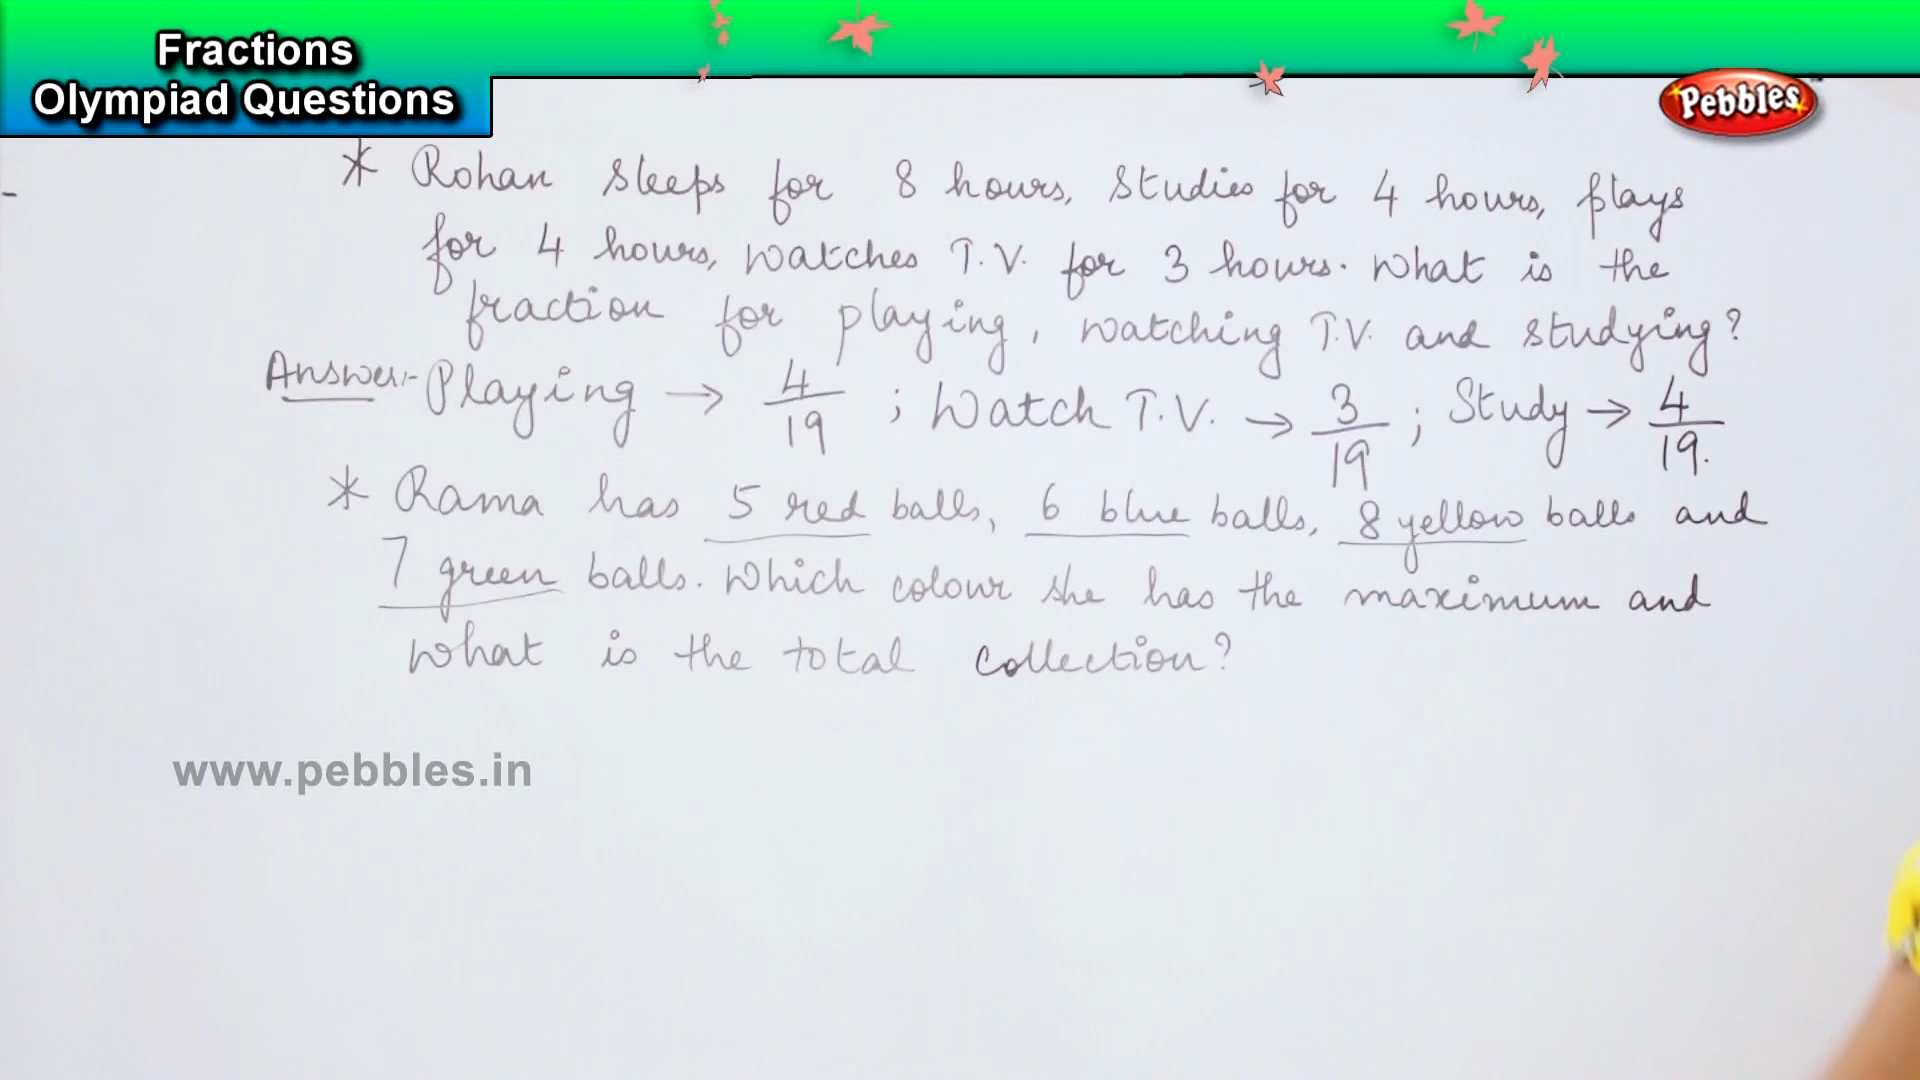 Fractions
Olympiad Questions
Pebbles
* Rohan sleeps for 8 hours, studies for 4 hours, plays
for 4 hours, watches T.V. for 3 hours. What is the
fraction for playing, watching T.V. and studying?
Answer:- Playing → 4/19 ; Watch T.V. → 3/19 ; Study → 4/19.
* Rama has 5 red balls, 6 blue balls, 8 yellow balls and
7 green balls. Which colour she has the maximum and
what is the total collection?
www.pebbles.in